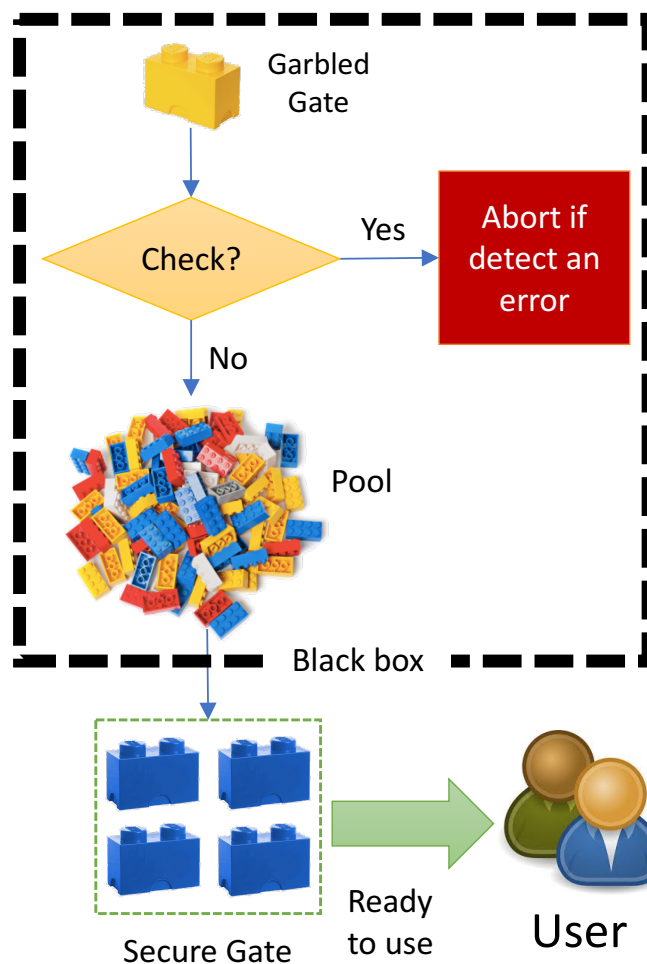 Garbled
Gate
Check?
Yes
Abort if
detect an
error
No
Pool
Black box
Secure Gate
Ready
to use
User